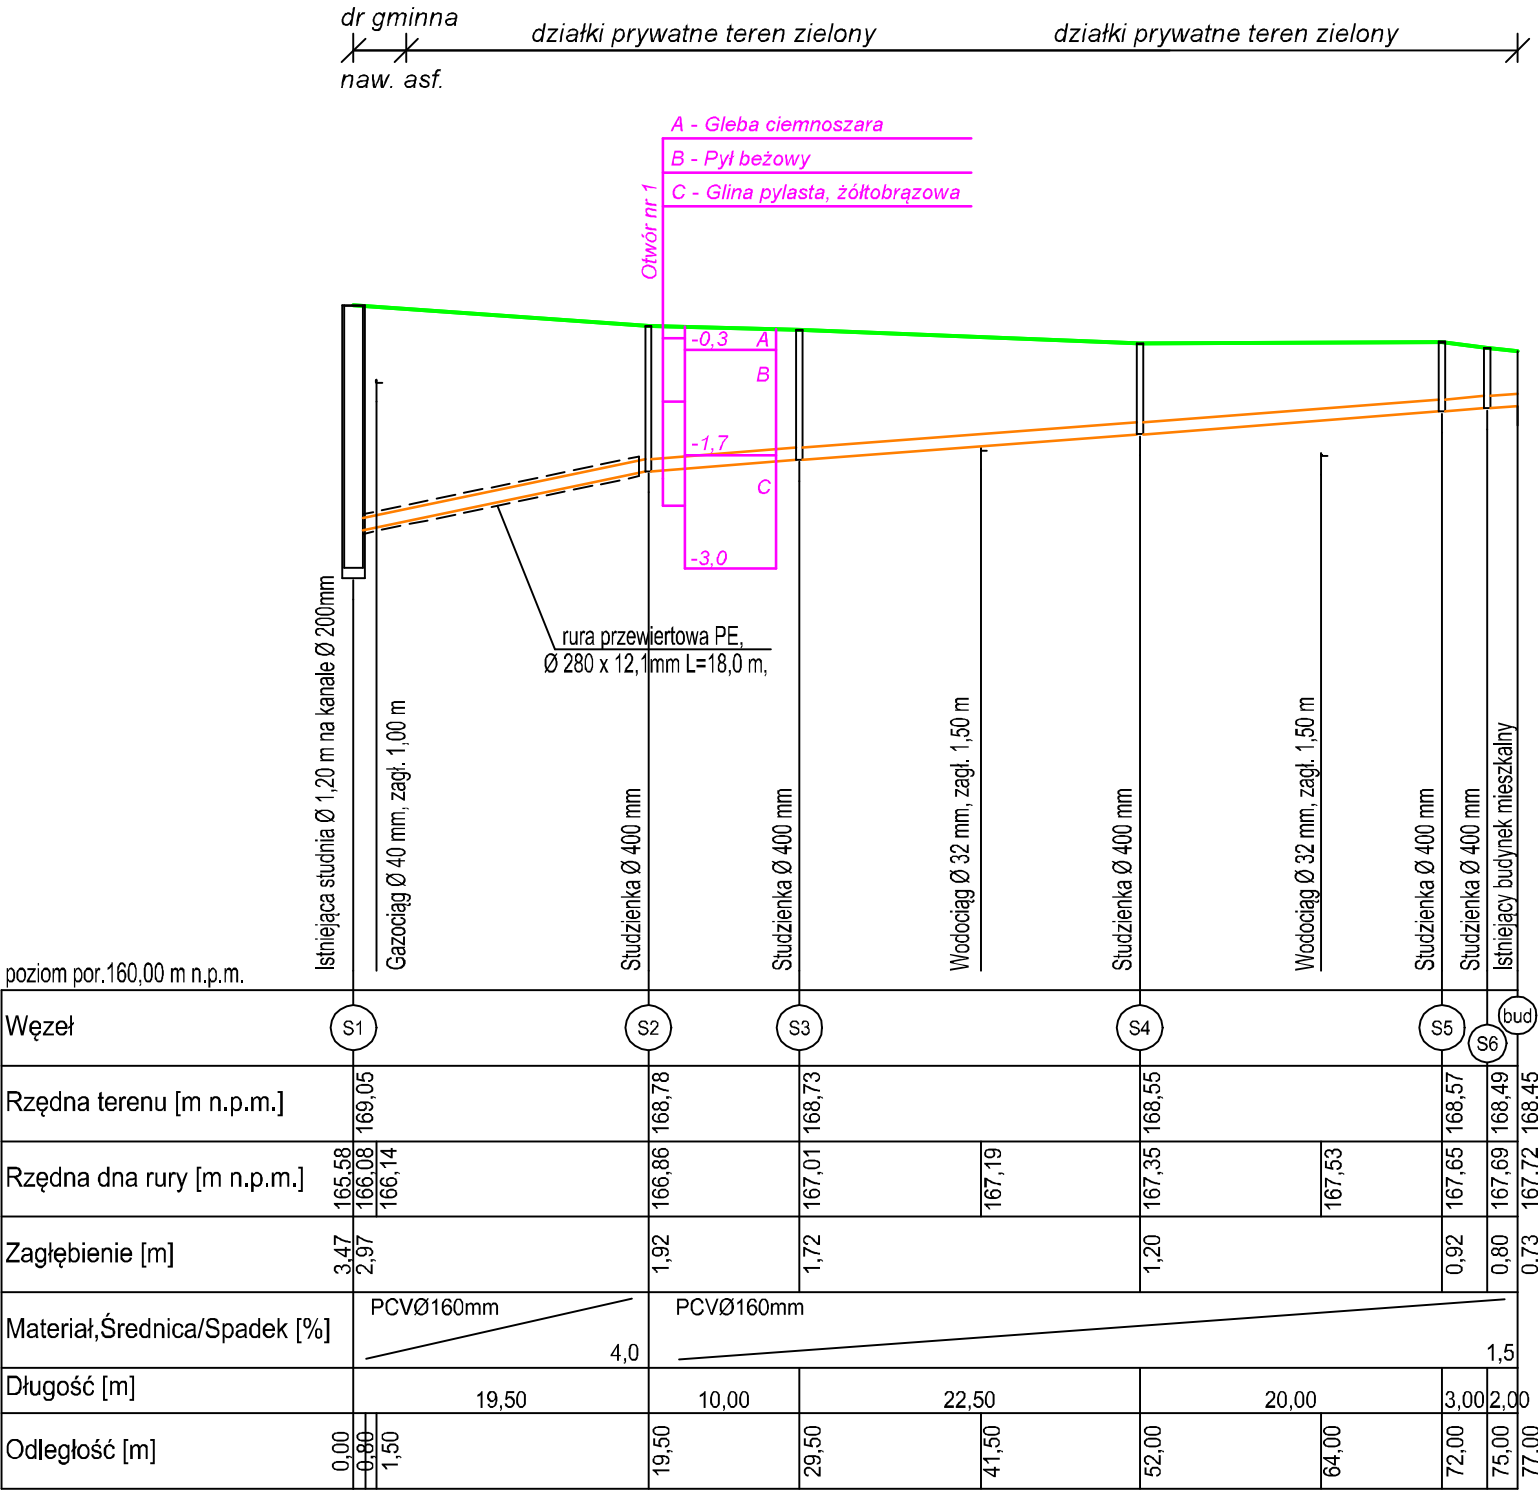 dr gminna
działki prywatne teren zielony
działki prywatne teren zielony
naw. asf.
A - Gleba ciemnoszara
B - Pył beżowy
C - Glina pylasta, żółtobrązowa
Otwór nr 1
-0,3 A
B
-1,7
C
-3,0
rura przewiertowa PE,
Ø 280 x 12,1mm L=18,0 m,
Istniejąca studnia Ø 1,20 m na kanale Ø 200mm
Gazociąg Ø 40 mm, zagł. 1,00 m
Studzienka Ø 400 mm
Studzienka Ø 400 mm
Wodociąg Ø 32 mm, zagł. 1,50 m
Studzienka Ø 400 mm
Wodociąg Ø 32 mm, zagł. 1,50 m
Studzienka Ø 400 mm
Studzienka Ø 400 mm
Istniejący budynek mieszkalny
poziom por.160,00 m n.p.m.
Węzeł S1 S2 S3 S4 S5 S6 bud
Rzędna terenu [m n.p.m.] 169,05 168,78 168,73 168,55 168,57 168,49 168,45
Rzędna dna rury [m n.p.m.] 165,58 166,08 166,14 166,86 167,01 167,19 167,35 167,53 167,65 167,69 167,72
Zagłębienie [m] 3,47 2,97 1,92 1,72 1,20 0,92 0,80 0,73
Materiał,Średnica/Spadek [%] PCVØ160mm 4,0 PCVØ160mm 1,5
Długość [m] 19,50 10,00 22,50 20,00 3,00 2,00
Odległość [m] 0,00 0,80 1,50 19,50 29,50 41,50 52,00 64,00 72,00 75,00 77,00